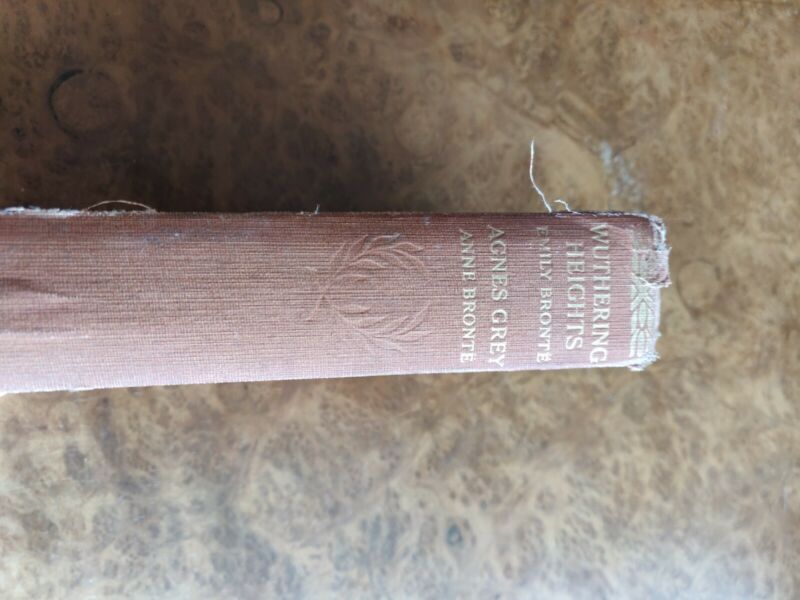 WUTHERING
HEIGHTS
EMILY BRONTË
AGNES GREY
ANNE BRONTË